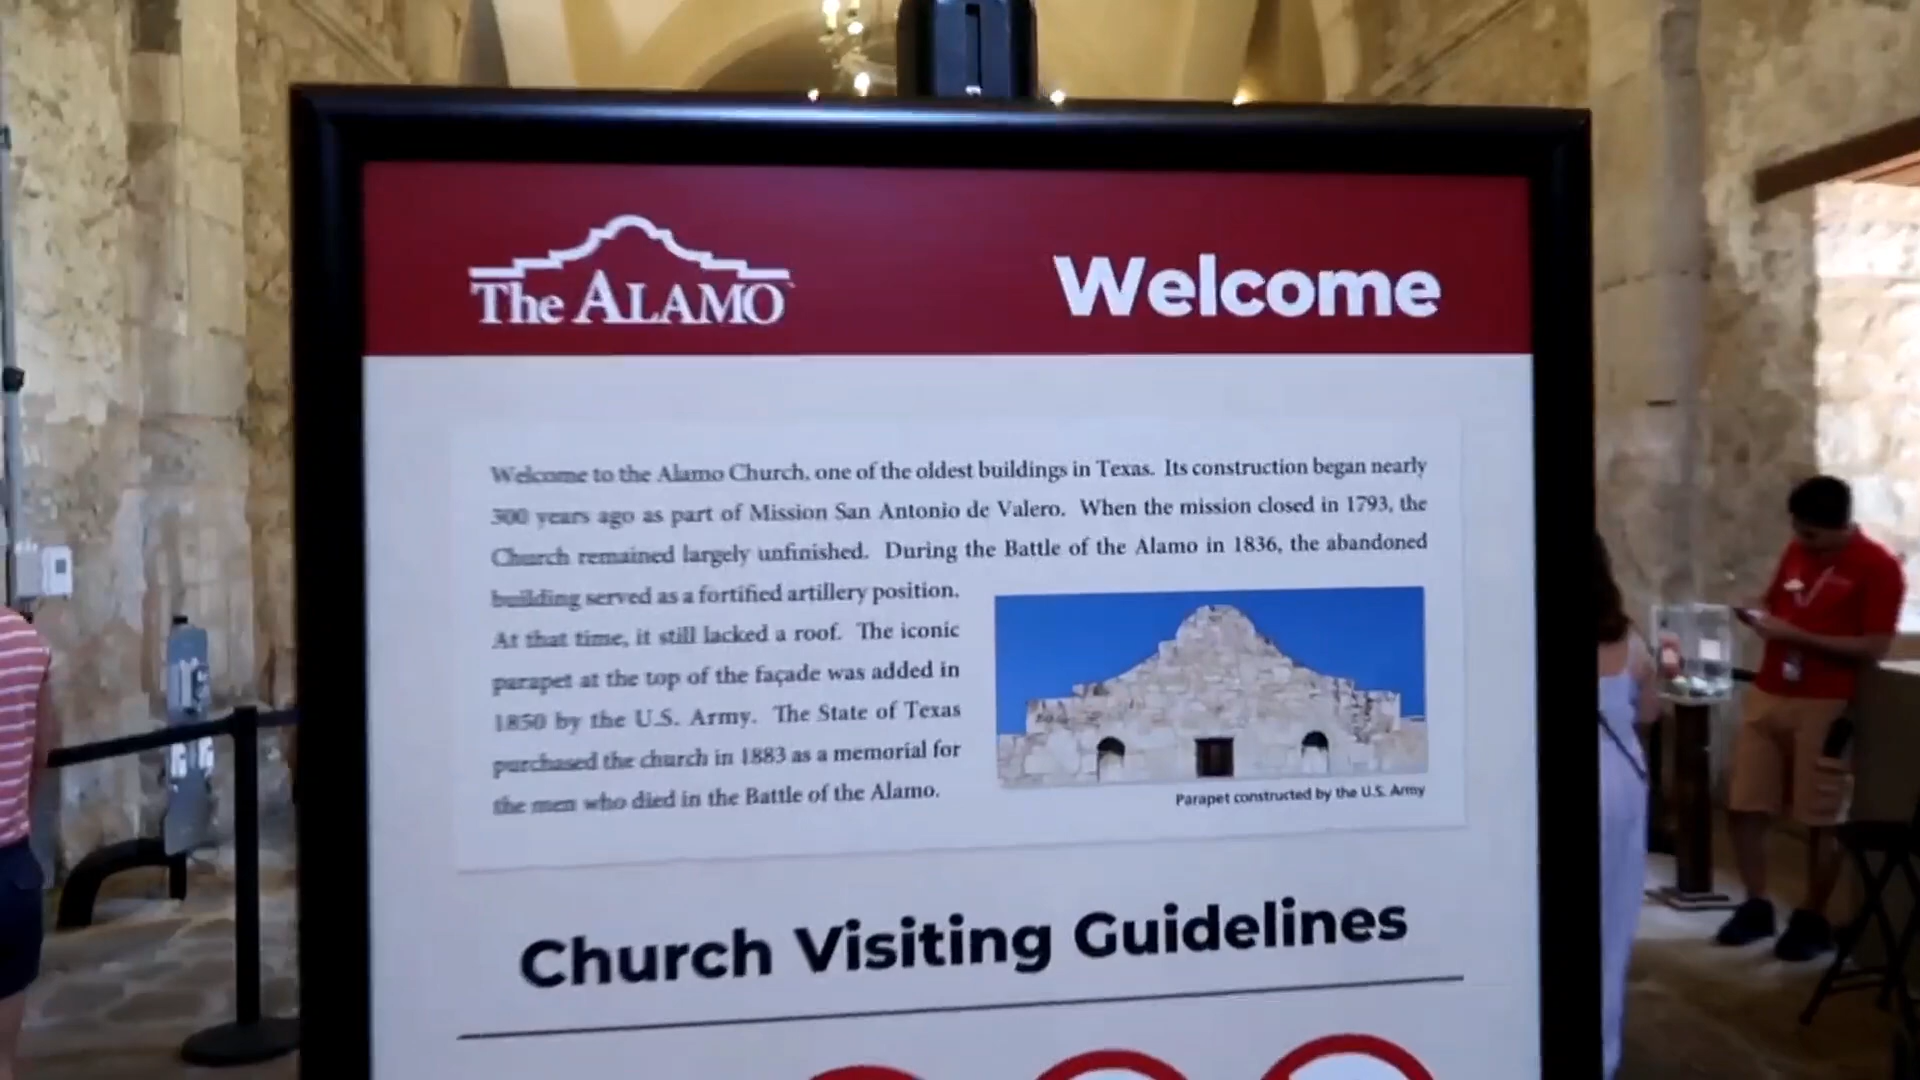 The ALAMO
Welcome
Welcome to the Alamo Church, one of the oldest buildings in Texas. Its construction began nearly
300 years ago as part of Mission San Antonio de Valero. When the mission closed in 1793, the
Church remained largely unfinished. During the Battle of the Alamo in 1836, the abandoned
building served as a fortified artillery position.
At that time, it still lacked a roof. The iconic
parapet at the top of the façade was added in
1850 by the U.S. Army. The State of Texas
purchased the church in 1883 as a memorial for
the men who died in the Battle of the Alamo.
Parapet constructed by the U.S. Army
Church Visiting Guidelines